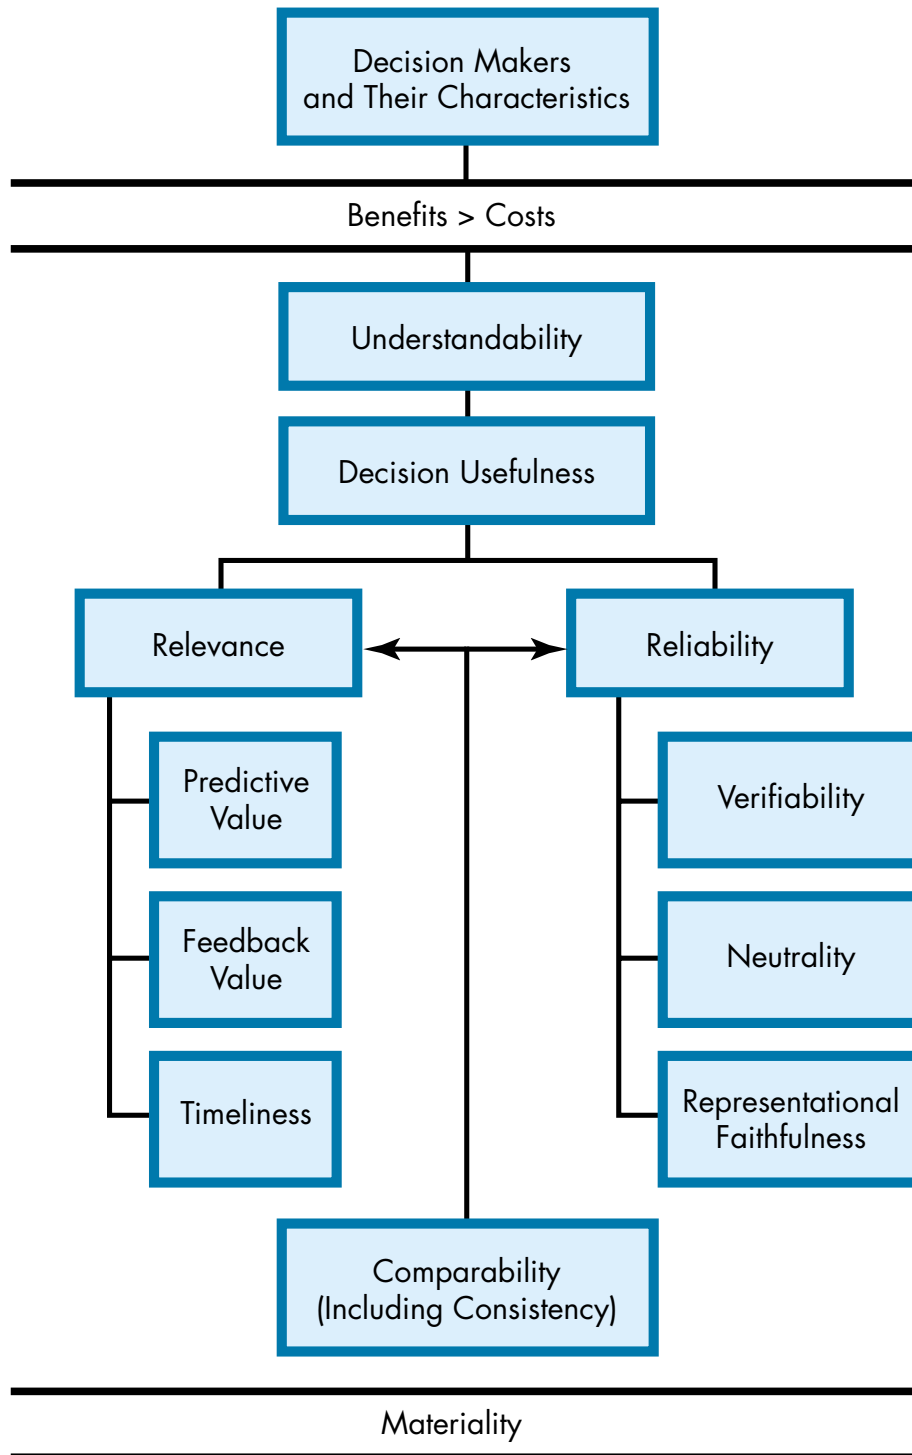 Decision Makers
and Their Characteristics
Benefits > Costs
Understandability
Decision Usefulness
Relevance
Reliability
Predictive
Value
Verifiability
Feedback
Value
Neutrality
Timeliness
Representational
Faithfulness
Comparability
(Including Consistency)
Materiality